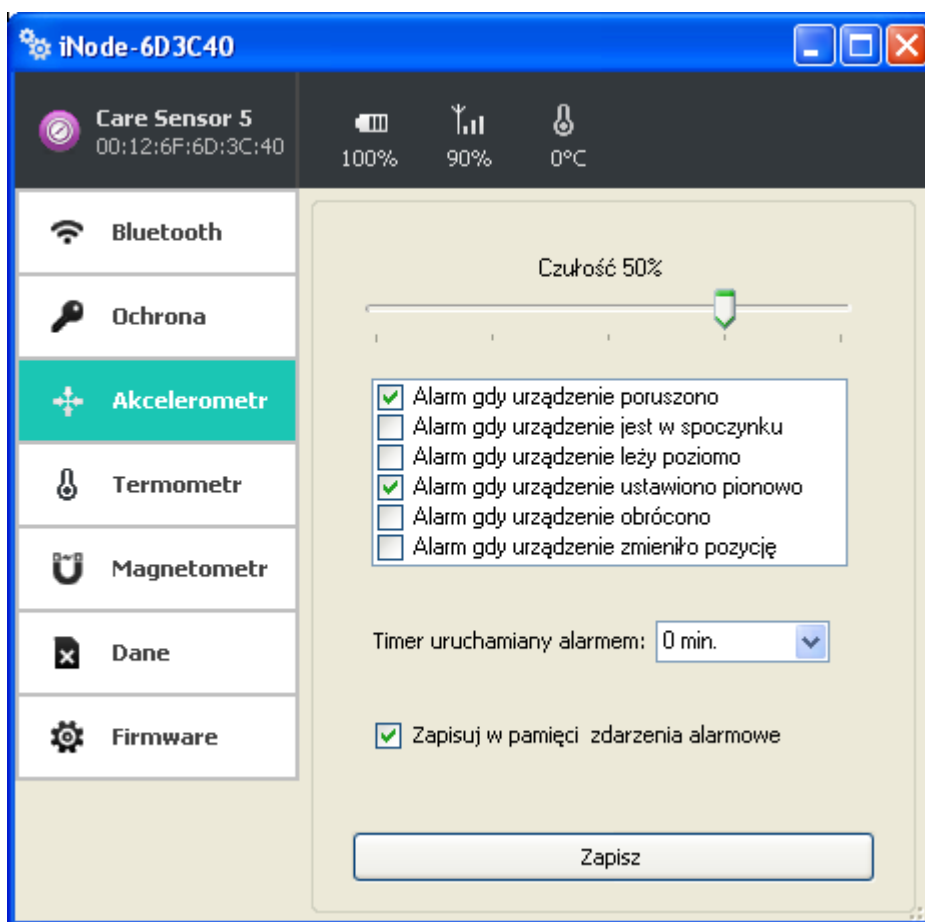 iNode-6D3C40
Care Sensor 5
00:12:6F:6D:3C:40
100%
90%
0°C
Bluetooth
Ochrona
Akcelerometr
Termometr
Magnetometr
Dane
Firmware
Czułość 50%
Alarm gdy urządzenie poruszono
Alarm gdy urządzenie jest w spoczynku
Alarm gdy urządzenie leży poziomo
Alarm gdy urządzenie ustawiono pionowo
Alarm gdy urządzenie obrócono
Alarm gdy urządzenie zmieniło pozycję
Timer uruchamiany alarmem: 0 min.
Zapisuj w pamięci zdarzenia alarmowe
Zapisz